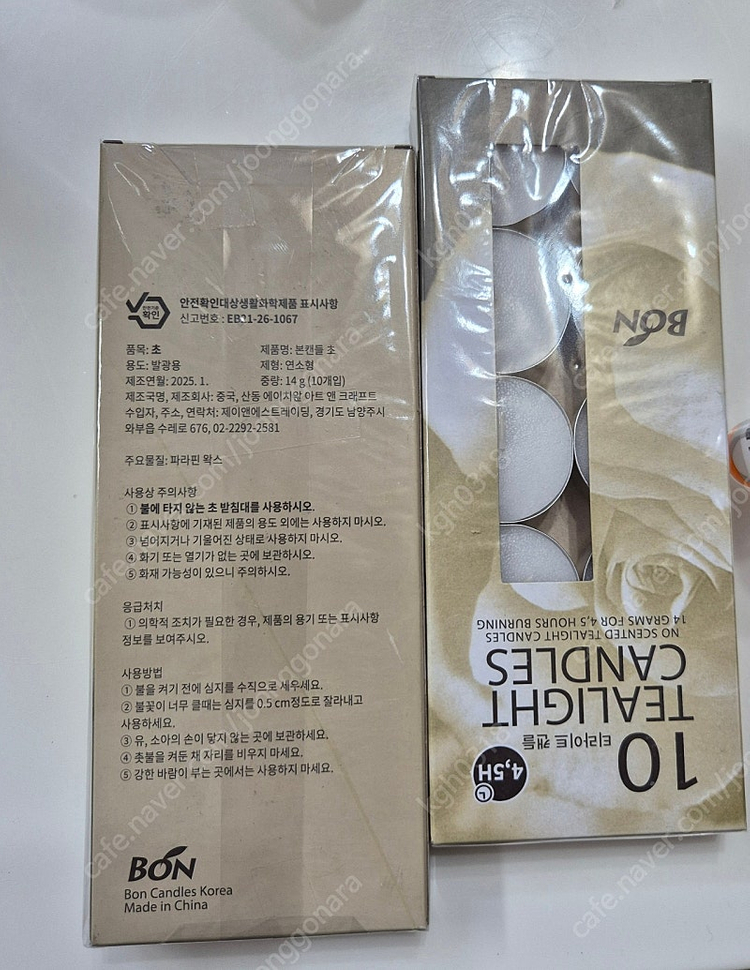 안전기준
확인
안전확인대상생활화학제품 표시사항
신고번호 : EB21-26-1067
품목: 초 제품명: 본캔들 초
용도: 발광용 제형: 연소형
제조연월: 2025. 1. 중량: 14 g (10개입)
제조국명, 제조회사: 중국, 산동 에이치알 아트 앤 크래프트
수입자, 주소, 연락처: 제이앤에스트레이딩, 경기도 남양주시
와부읍 수레로 676, 02-2292-2581
주요물질: 파라핀 왁스
사용상 주의사항
① 불에 타지 않는 초 받침대를 사용하시오.
② 표시사항에 기재된 제품의 용도 외에는 사용하지 마시오.
③ 넘어지거나 기울어진 상태로 사용하지 마시오.
④ 화기 또는 열기가 없는 곳에 보관하시오.
⑤ 화재 가능성이 있으니 주의하시오.
응급처치
① 의학적 조치가 필요한 경우, 제품의 용기 또는 표시사항
정보를 보여주시오.
사용방법
① 불을 켜기 전에 심지를 수직으로 세우세요.
② 불꽃이 너무 클때는 심지를 0.5 cm정도로 잘라내고
사용하세요.
③ 유, 소아의 손이 닿지 않는 곳에 보관하세요.
④ 촛불을 켜둔 채 자리를 비우지 마세요.
⑤ 강한 바람이 부는 곳에서는 사용하지 마세요.
BON
Bon Candles Korea
Made in China
10
티라이트 캔들
L
4,5H
TEALIGHT
CANDLES
NO SCENTED TEALIGHT CANDLES
14 GRAMS FOR 4,5 HOURS BURNING
BON
cafe.naver.com/joonggonara
kgh0318